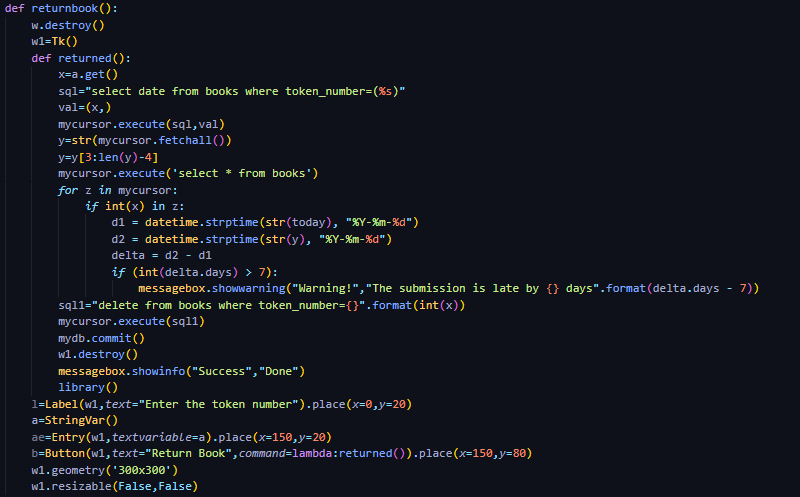 def returnbook():
    w.destroy()
    w1=Tk()
    def returned():
        x=a.get()
        sql="select date from books where token_number=(%s)"
        val=(x,)
        mycursor.execute(sql,val)
        y=str(mycursor.fetchall())
        y=y[3:len(y)-4]
        mycursor.execute('select * from books')
        for z in mycursor:
            if int(x) in z:
                d1 = datetime.strptime(str(today), "%Y-%m-%d")
                d2 = datetime.strptime(str(y), "%Y-%m-%d")
                delta = d2 - d1
                if (int(delta.days) > 7):
                    messagebox.showwarning("Warning!","The submission is late by {} days".format(delta.days - 7))
        sql1="delete from books where token_number={}".format(int(x))
        mycursor.execute(sql1)
        mydb.commit()
        w1.destroy()
        messagebox.showinfo("Success","Done")
        library()
    l=Label(w1,text="Enter the token number").place(x=0,y=20)
    a=StringVar()
    ae=Entry(w1,textvariable=a).place(x=150,y=20)
    b=Button(w1,text="Return Book",command=lambda:returned()).place(x=150,y=80)
    w1.geometry('300x300')
    w1.resizable(False,False)